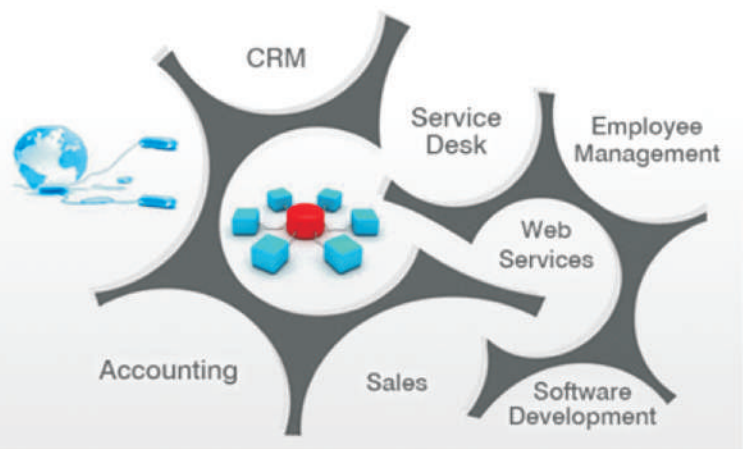 CRM
Service
Desk
Employee
Management
Web
Services
Accounting
Sales
Software
Development